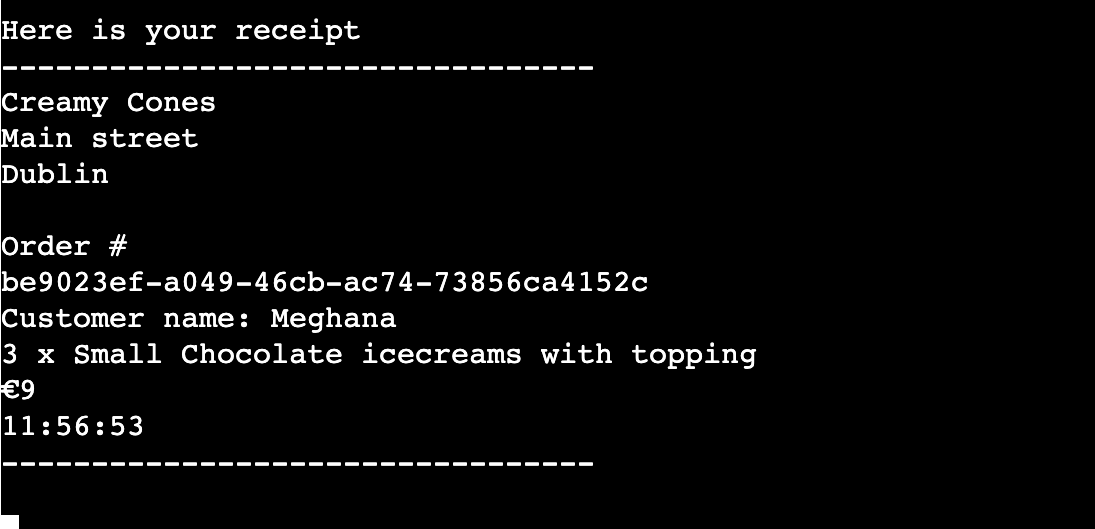 Here is your receipt
---------------------------------
Creamy Cones
Main street
Dublin

Order #
be9023ef-a049-46cb-ac74-73856ca4152c
Customer name: Meghana
3 x Small Chocolate icecreams with topping
€9
11:56:53
---------------------------------